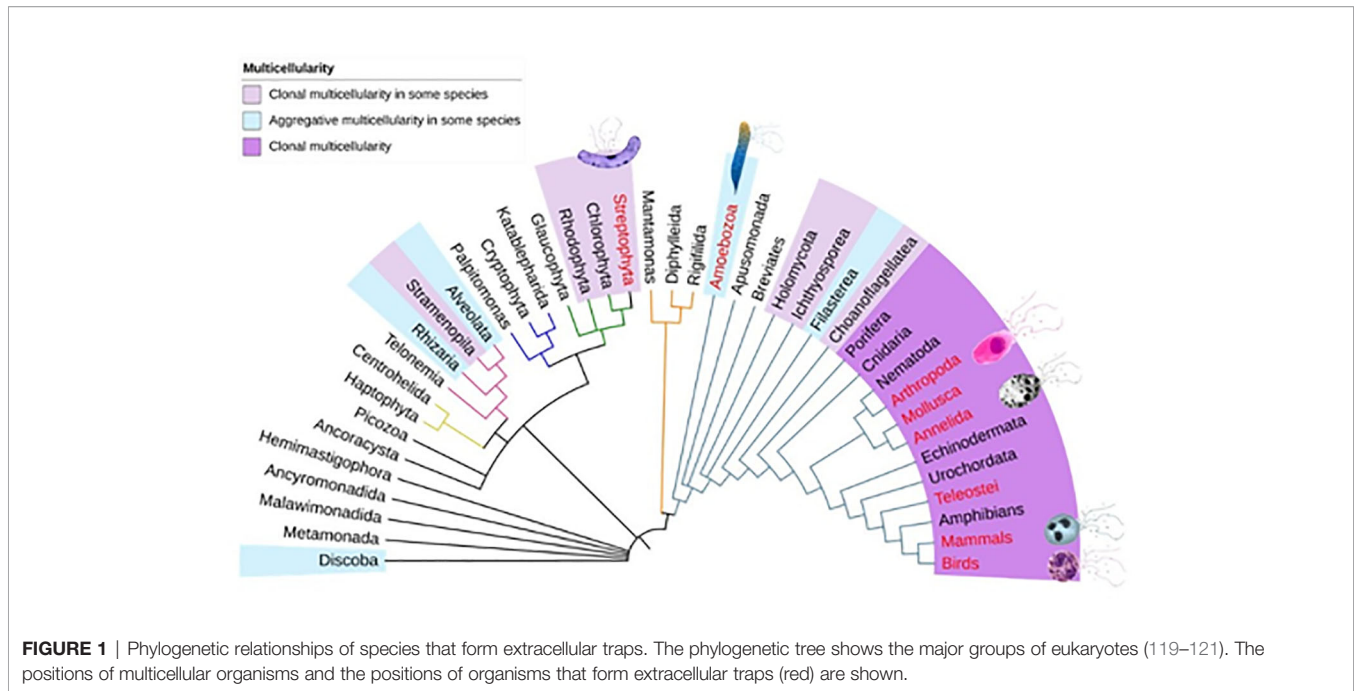 Multicellularity
Clonal multicellularity in some species
Aggregative multicellularity in some species
Clonal multicellularity
Discoba
Metamonada
Malawimonadida
Ancyromonadida
Hemimastigophora
Ancoracysta
Picozoa
Haptophyta
Centrohelida
Telonemia
Rhizaria
Stramenopila
Alveolata
Palpitomonas
Cryptophyta
Katablepharida
Glaucophyta
Rhodophyta
Chlorophyta
Streptophyta
Mantamonas
Diphylleida
Rigifilida
Amoebozoa
Apusomonada
Breviates
Holomycota
Ichthyosporea
Filasterea
Choanoflagellatea
Porifera
Cnidaria
Nematoda
Arthropoda
Mollusca
Annelida
Echinodermata
Urochordata
Teleostei
Amphibians
Mammals
Birds
FIGURE 1 | Phylogenetic relationships of species that form extracellular traps. The phylogenetic tree shows the major groups of eukaryotes (119–121). The
positions of multicellular organisms and the positions of organisms that form extracellular traps (red) are shown.